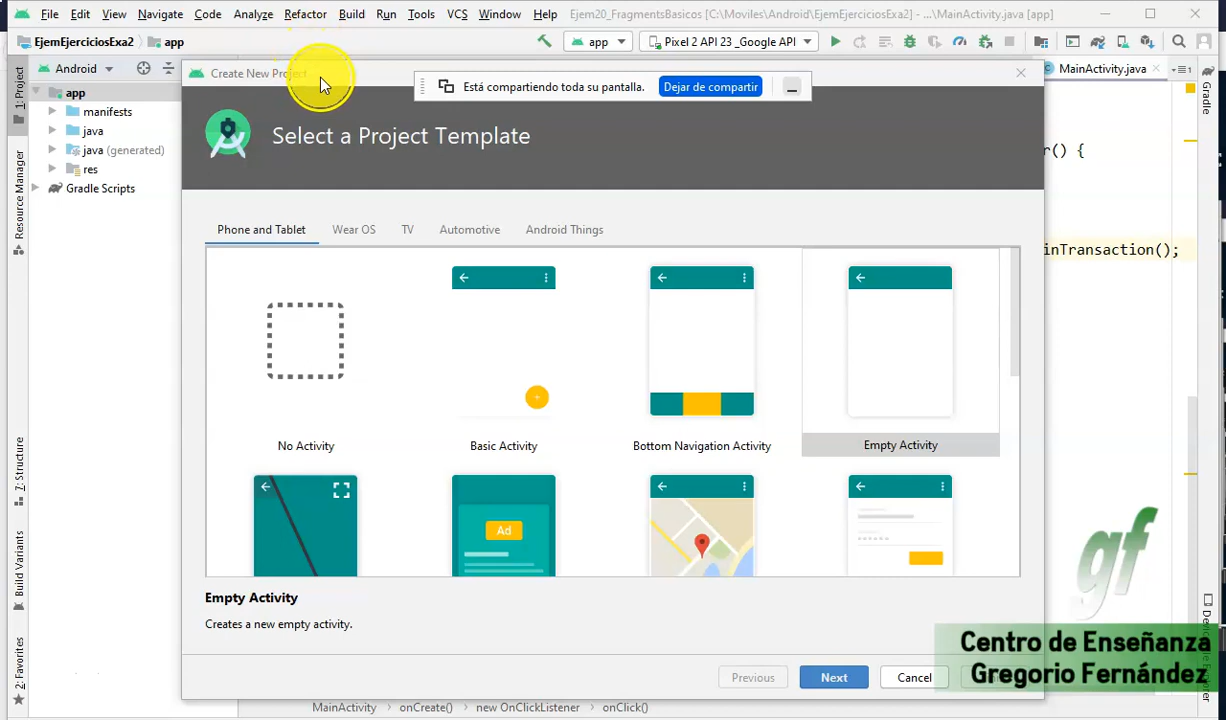 File Edit View Navigate Code Analyze Refactor Build Run Tools VCS Window Help Ejem20_FragmentsBasicos [C:\Moviles\Android\EjemEjerciciosExa2] - ...\MainActivity.java [app]
EjemEjerciciosExa2 app
app Pixel 2 API 23 _Google API
1: Project
Android
MainActivity.java
Gradle
Create New Project
Está compartiendo toda su pantalla. Dejar de compartir
app
manifests
java
java (generated)
res
Gradle Scripts
Resource Manager
Select a Project Template
r() {
Phone and Tablet Wear OS TV Automotive Android Things
inTransaction();
No Activity Basic Activity Bottom Navigation Activity Empty Activity
7: Structure
Ad
Build Variants
Empty Activity
Creates a new empty activity.
gf
Centro de Enseñanza
Gregorio Fernández
2: Favorites
Previous Next Cancel
MainActivity onCreate() new OnClickListener onClick()